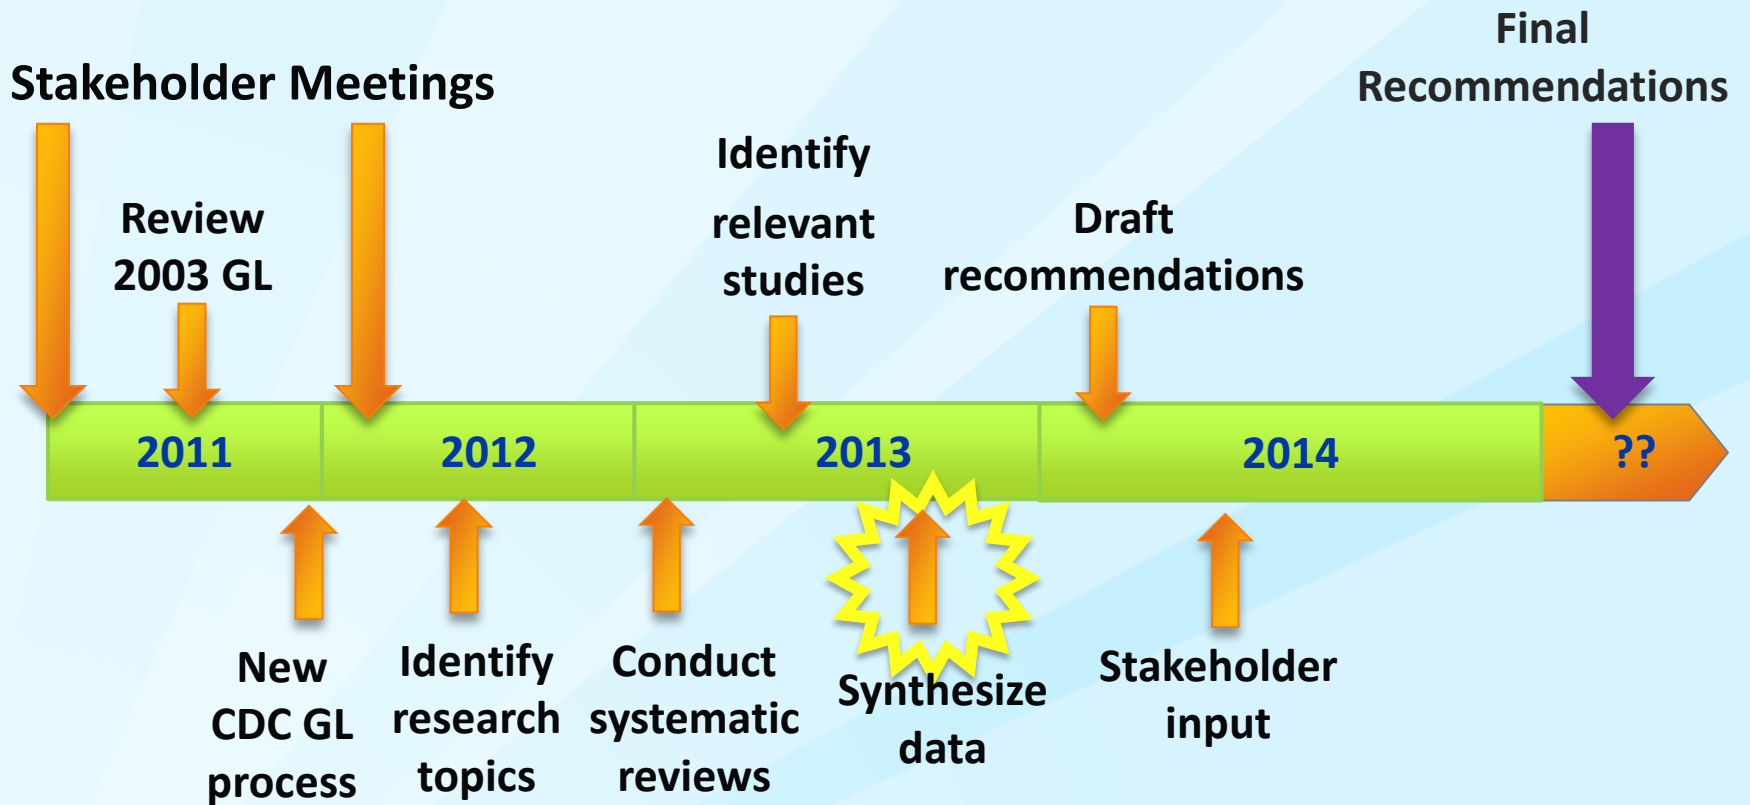 Stakeholder Meetings
Review
2003 GL
Identify
relevant
studies
Draft
recommendations
Final
Recommendations
2011
2012
2013
2014
??
New
CDC GL
process
Identify
research
topics
Conduct
systematic
reviews
Synthesize
data
Stakeholder
input